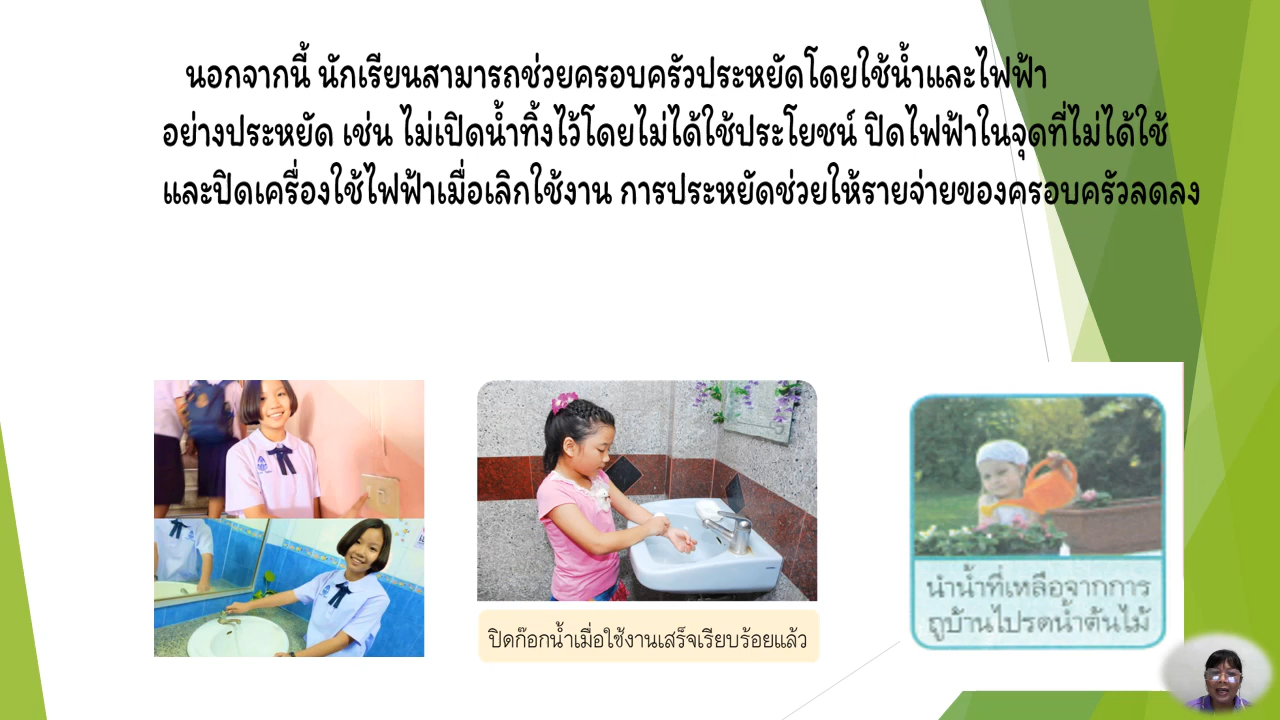 นอกจากนี้ นักเรียนสามารถช่วยครอบครัวประหยัดโดยใช้น้ำและไฟฟ้า
อย่างประหยัด เช่น ไม่เปิดน้ำทิ้งไว้โดยไม่ได้ใช้ประโยชน์ ปิดไฟฟ้าในจุดที่ไม่ได้ใช้
และปิดเครื่องใช้ไฟฟ้าเมื่อเลิกใช้งาน การประหยัดช่วยให้รายจ่ายของครอบครัวลดลง
ปิดก๊อกน้ำเมื่อใช้งานเสร็จเรียบร้อยแล้ว
นำน้ำที่เหลือจากการ
ถูบ้านไปรดน้ำต้นไม้